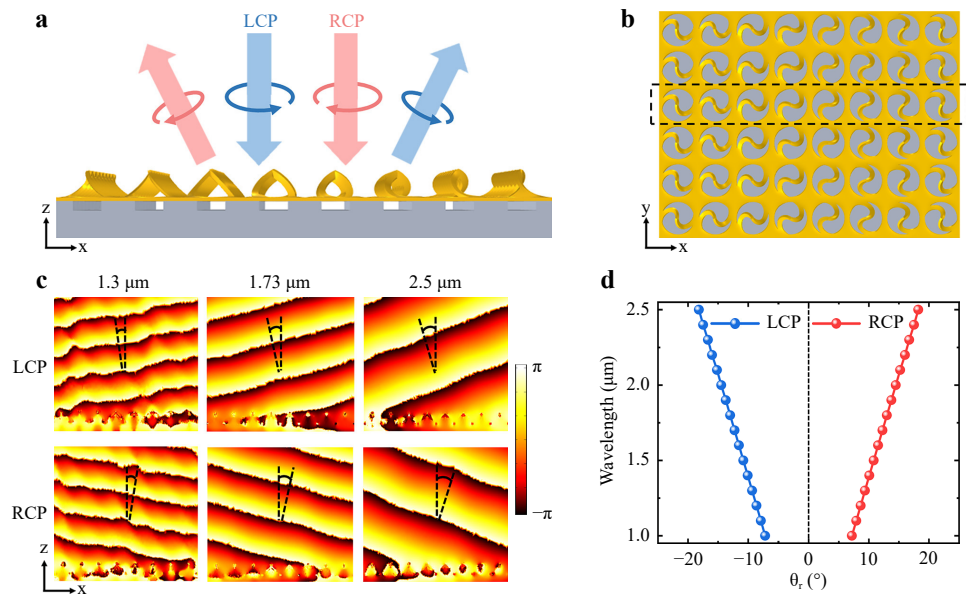 a
LCP
RCP
z
x
b
y
x
c
1.3 μm
1.73 μm
2.5 μm
LCP
RCP
π
−π
z
x
d
LCP
RCP
Wavelength (μm)
2.5
2.0
1.5
1.0
−20
−10
0
10
20
θr (°)